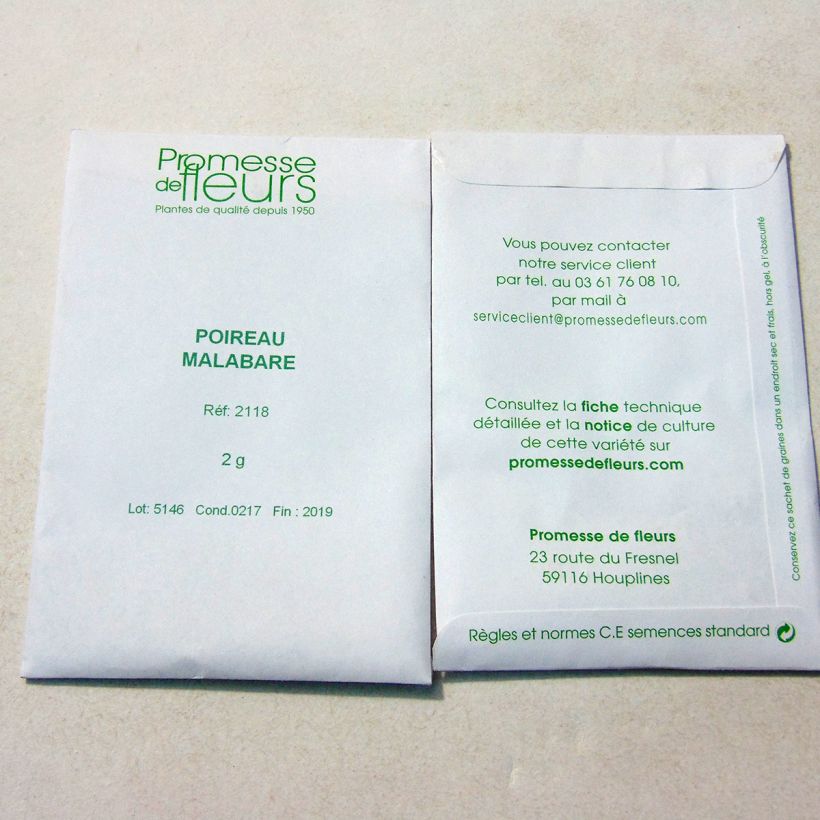 Promesse
de fleurs
Plantes de qualité depuis 1950
POIREAU
MALABARE
Réf: 2118
2 g
Lot: 5146 Cond.0217 Fin : 2019
Vous pouvez contacter
notre service client
par tel. au 03 61 76 08 10,
par mail à
serviceclient@promessedefleurs.com
Consultez la fiche technique
détaillée et la notice de culture
de cette variété sur
promessedefleurs.com
Promesse de fleurs
23 route du Fresnel
59116 Houplines
Règles et normes C.E semences standard
Conservez ce sachet de graines dans un endroit sec et frais, hors gel, à l'obscurité